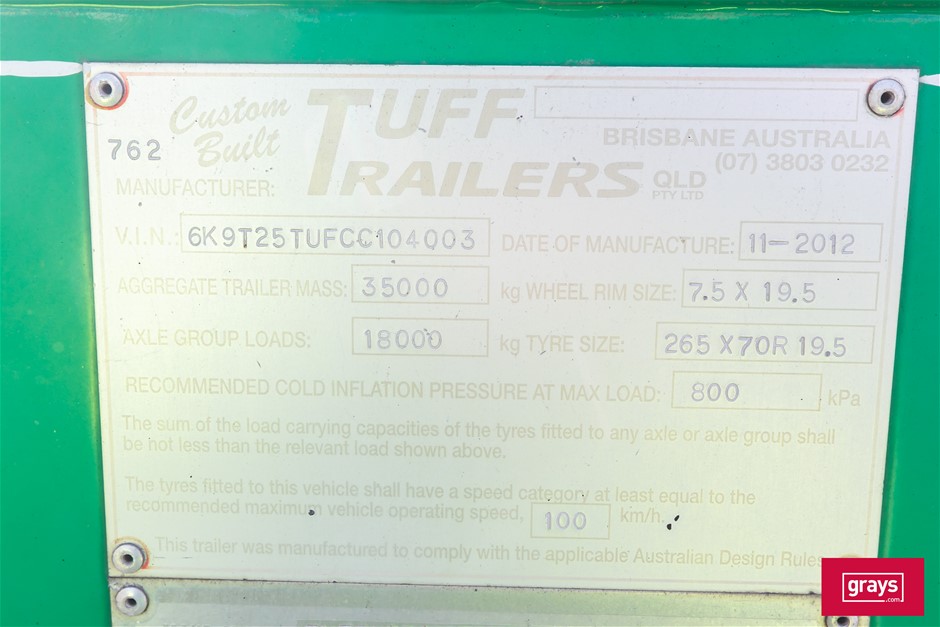 Custom Built
TUFF TRAILERS QLD PTY LTD
BRISBANE AUSTRALIA
(07) 3803 0232
762
MANUFACTURER:
V.I.N.: 6K9T25TUFCC104003 DATE OF MANUFACTURE: 11-2012
AGGREGATE TRAILER MASS: 35000 kg WHEEL RIM SIZE: 7.5 X 19.5
AXLE GROUP LOADS: 18000 kg TYRE SIZE: 265 X70R 19.5
RECOMMENDED COLD INFLATION PRESSURE AT MAX LOAD: 800 kPa
The sum of the load carrying capacities of the tyres fitted to any axle or axle group shall
be not less than the relevant load shown above.
The tyres fitted to this vehicle shall have a speed category at least equal to the
recommended maximum vehicle operating speed, 100 km/h.
This trailer was manufactured to comply with the applicable Australian Design Rules
grays
.com